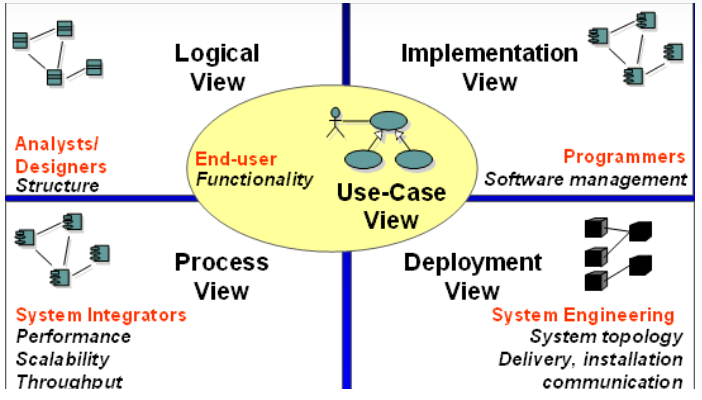 Logical
View
Analysts/
Designers
Structure
Implementation
View
Programmers
Software management
End-user
Functionality
Use-Case
View
Process
View
System Integrators
Performance
Scalability
Throughput
Deployment
View
System Engineering
System topology
Delivery, installation
communication